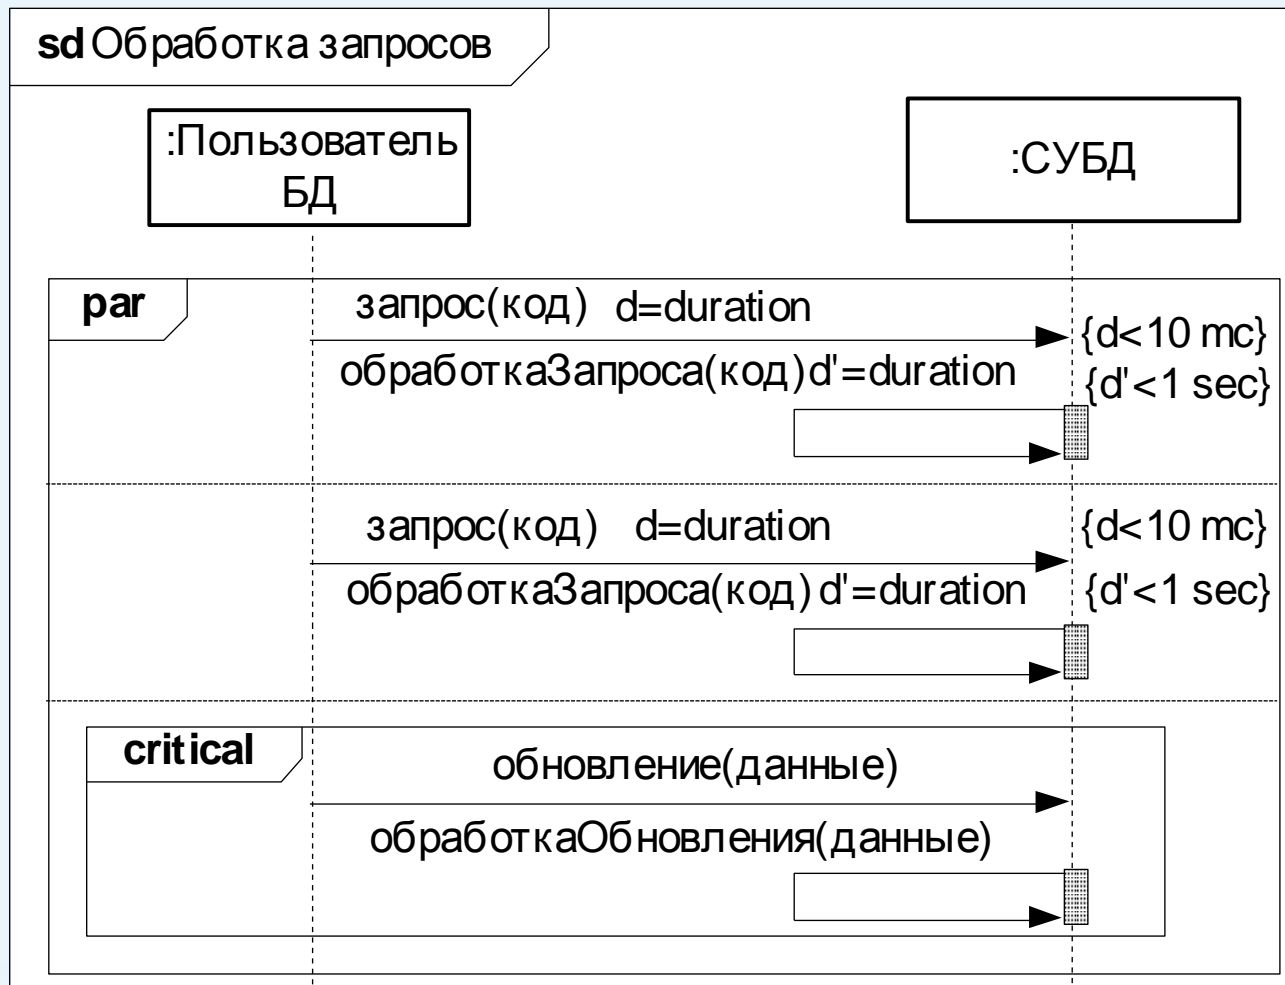 sd Обработка запросов
:Пользователь
БД
:СУБД
par
запрос(код) d=duration
{d<10 mc}
обработкаЗапроса(код) d'=duration
{d'<1 sec}
запрос(код) d=duration
{d<10 mc}
обработкаЗапроса(код) d'=duration
{d'<1 sec}
critical
обновление(данные)
обработкаОбновления(данные)